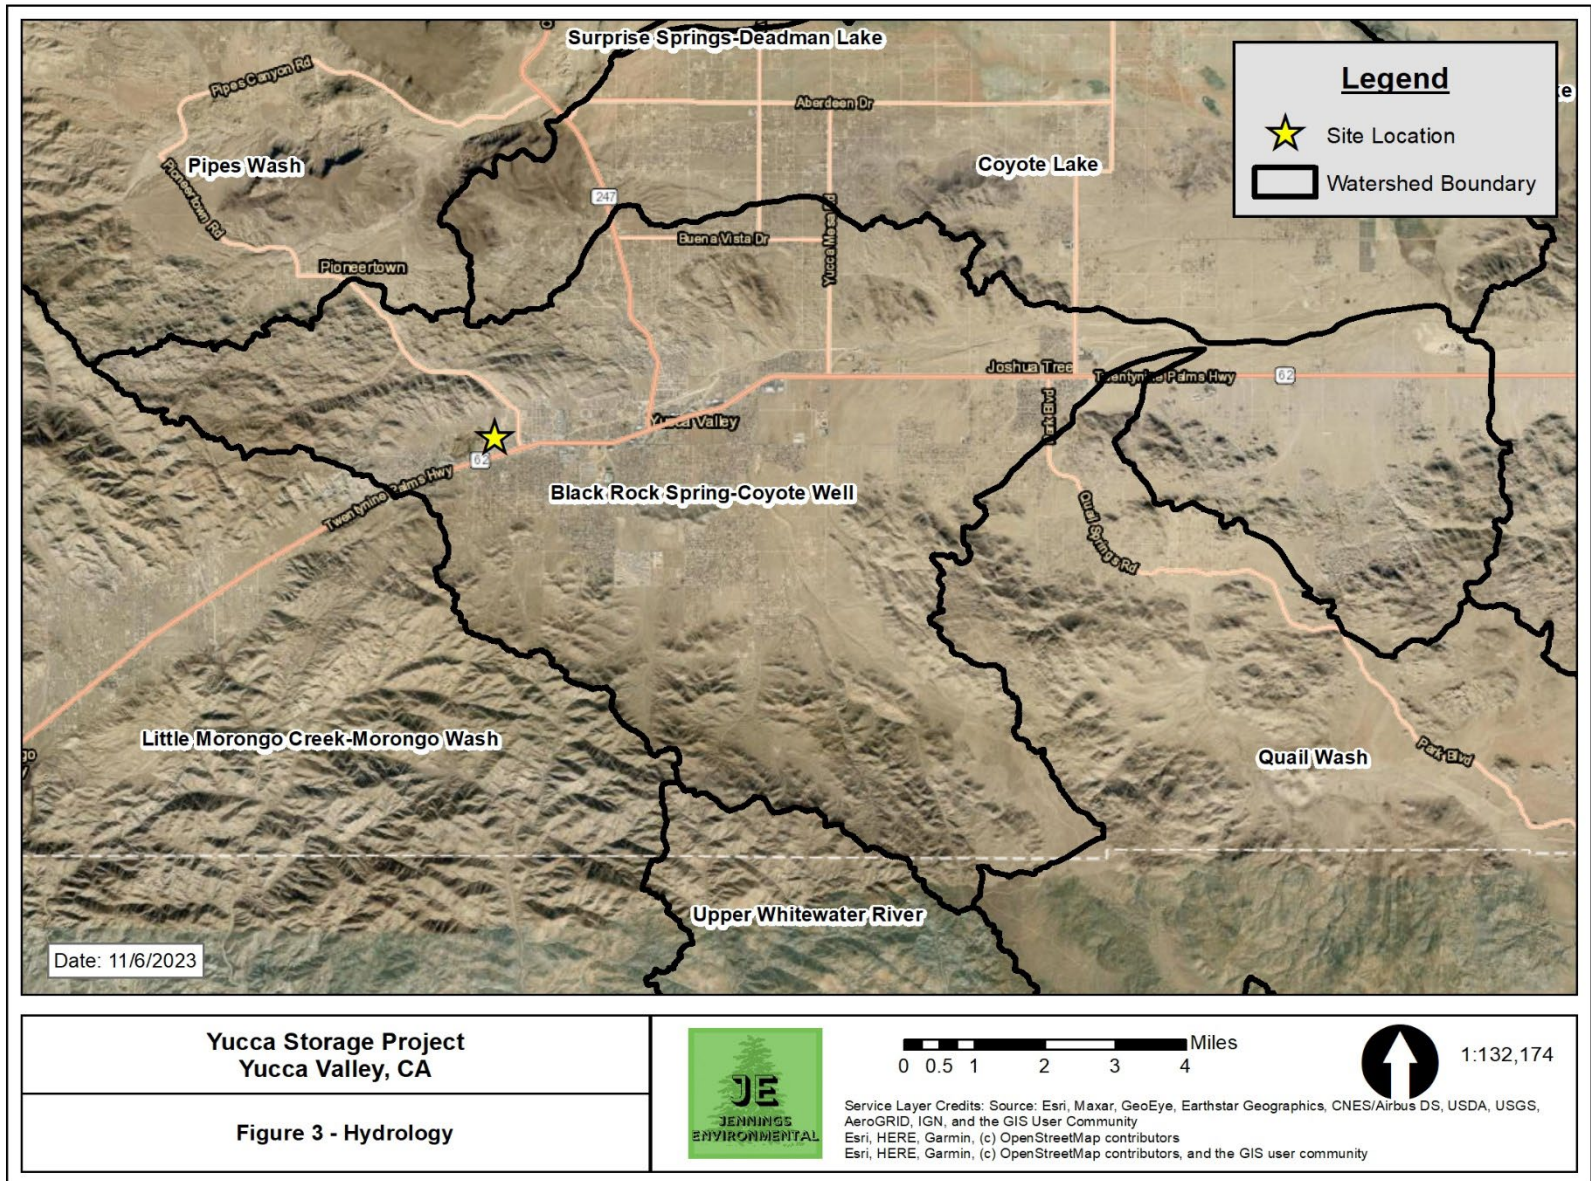 Surprise Springs-Deadman Lake
Legend
Site Location
Watershed Boundary
Pipes Canyon Rd
Aberdeen Dr
Pipes Wash
Coyote Lake
Pioneertown Rd
247
Yucca Mesa Rd
Buena Vista Dr
Pioneertown
Joshua Tree
Twentynine Palms Hwy
62
Park Blvd
Yucca Valley
62
Twentynine Palms Hwy
Black Rock Spring-Coyote Well
Quail Springs Rd
Little Morongo Creek-Morongo Wash
Quail Wash
Park Blvd
Upper Whitewater River
Date: 11/6/2023
Yucca Storage Project
Yucca Valley, CA
Figure 3 - Hydrology
JE
JENNINGS
ENVIRONMENTAL
Miles
0 0.5 1 2 3 4
1:132,174
Service Layer Credits: Source: Esri, Maxar, GeoEye, Earthstar Geographics, CNES/Airbus DS, USDA, USGS,
AeroGRID, IGN, and the GIS User Community
Esri, HERE, Garmin, (c) OpenStreetMap contributors
Esri, HERE, Garmin, (c) OpenStreetMap contributors, and the GIS user community